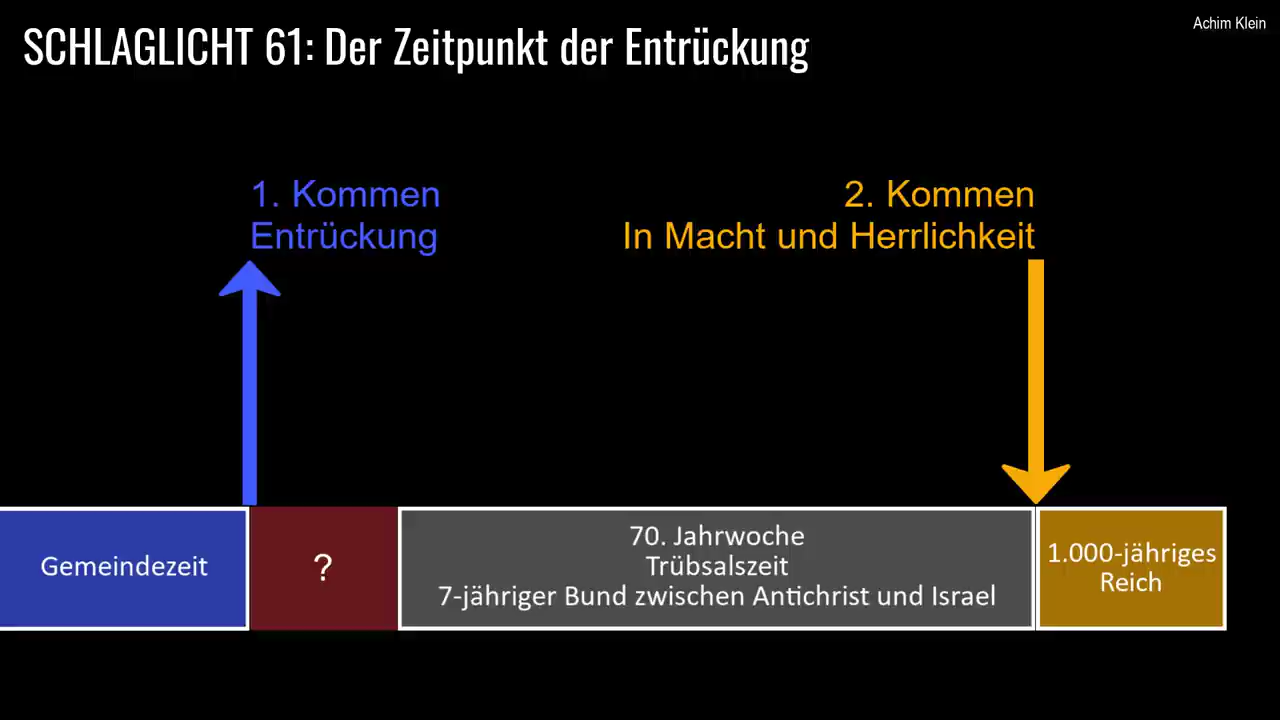 SCHLAGLICHT 61: Der Zeitpunkt der Entrückung
Achim Klein
1. Kommen
Entrückung
2. Kommen
In Macht und Herrlichkeit
Gemeindezeit
?
70. Jahrwoche
Trübsalszeit
7-jähriger Bund zwischen Antichrist und Israel
1.000-jähriges
Reich